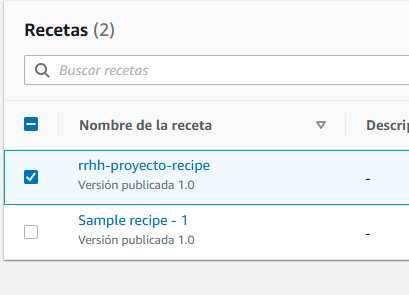 Recetas (2)
Buscar recetas
Nombre de la receta
Descrip
rrhh-proyecto-recipe
Versión publicada 1.0
-
Sample recipe - 1
Versión publicada 1.0
-